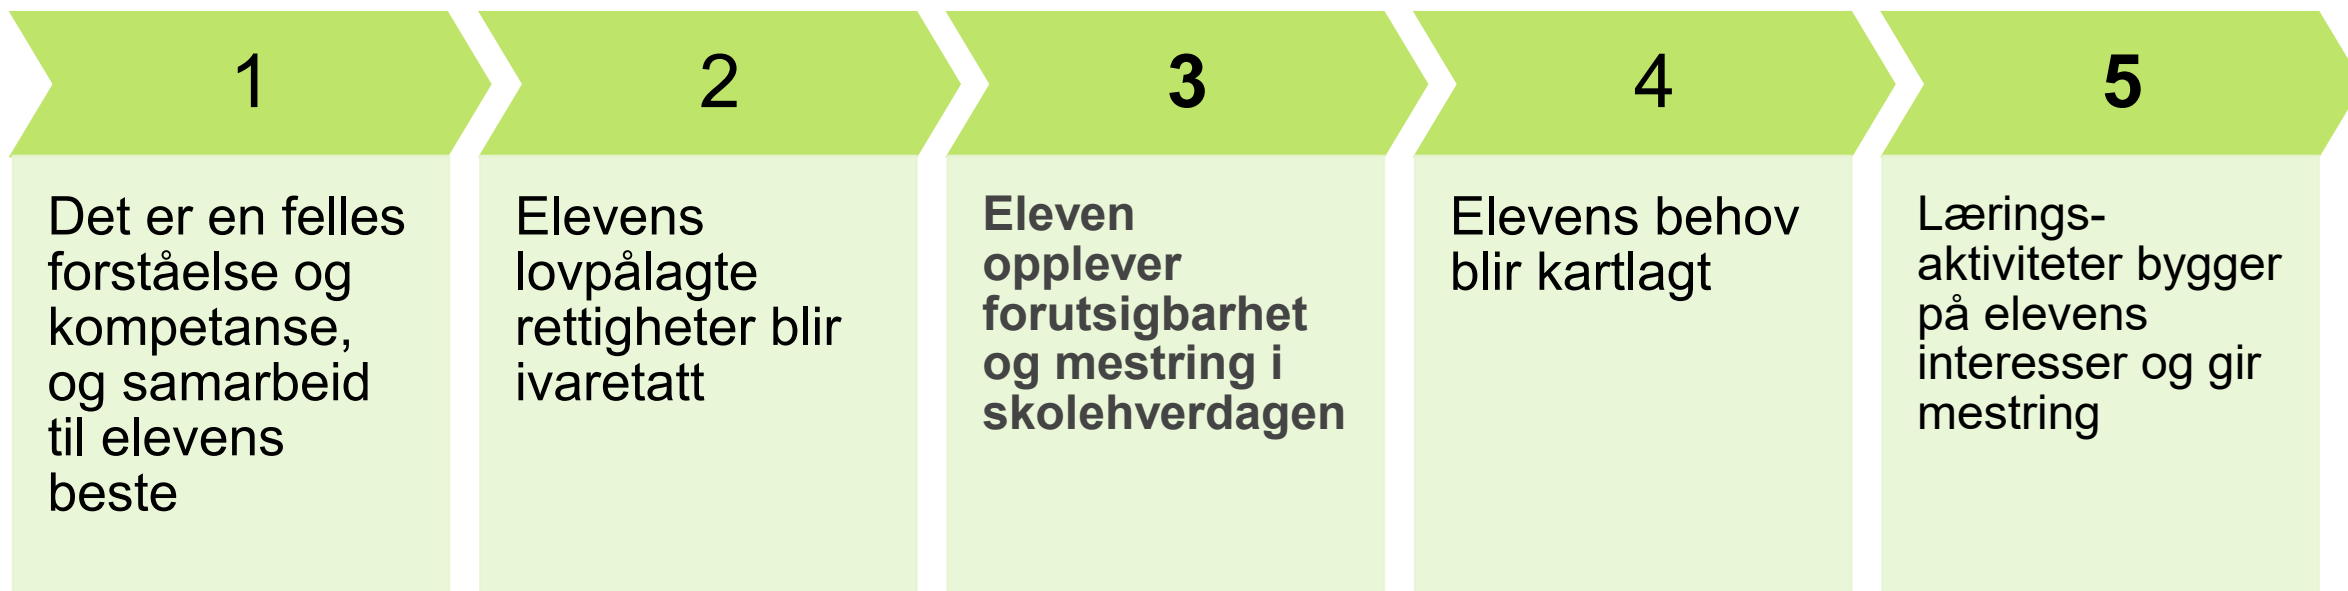 1
Det er en felles
forståelse og
kompetanse,
og samarbeid
til elevens
beste
2
Elevens
lovpålagte
rettigheter blir
ivaretatt
3
Eleven
opplever
forutsigbarhet
og mestring i
skolehverdagen
4
Elevens behov
blir kartlagt
5
Lærings-
aktiviteter bygger
på elevens
interesser og gir
mestring